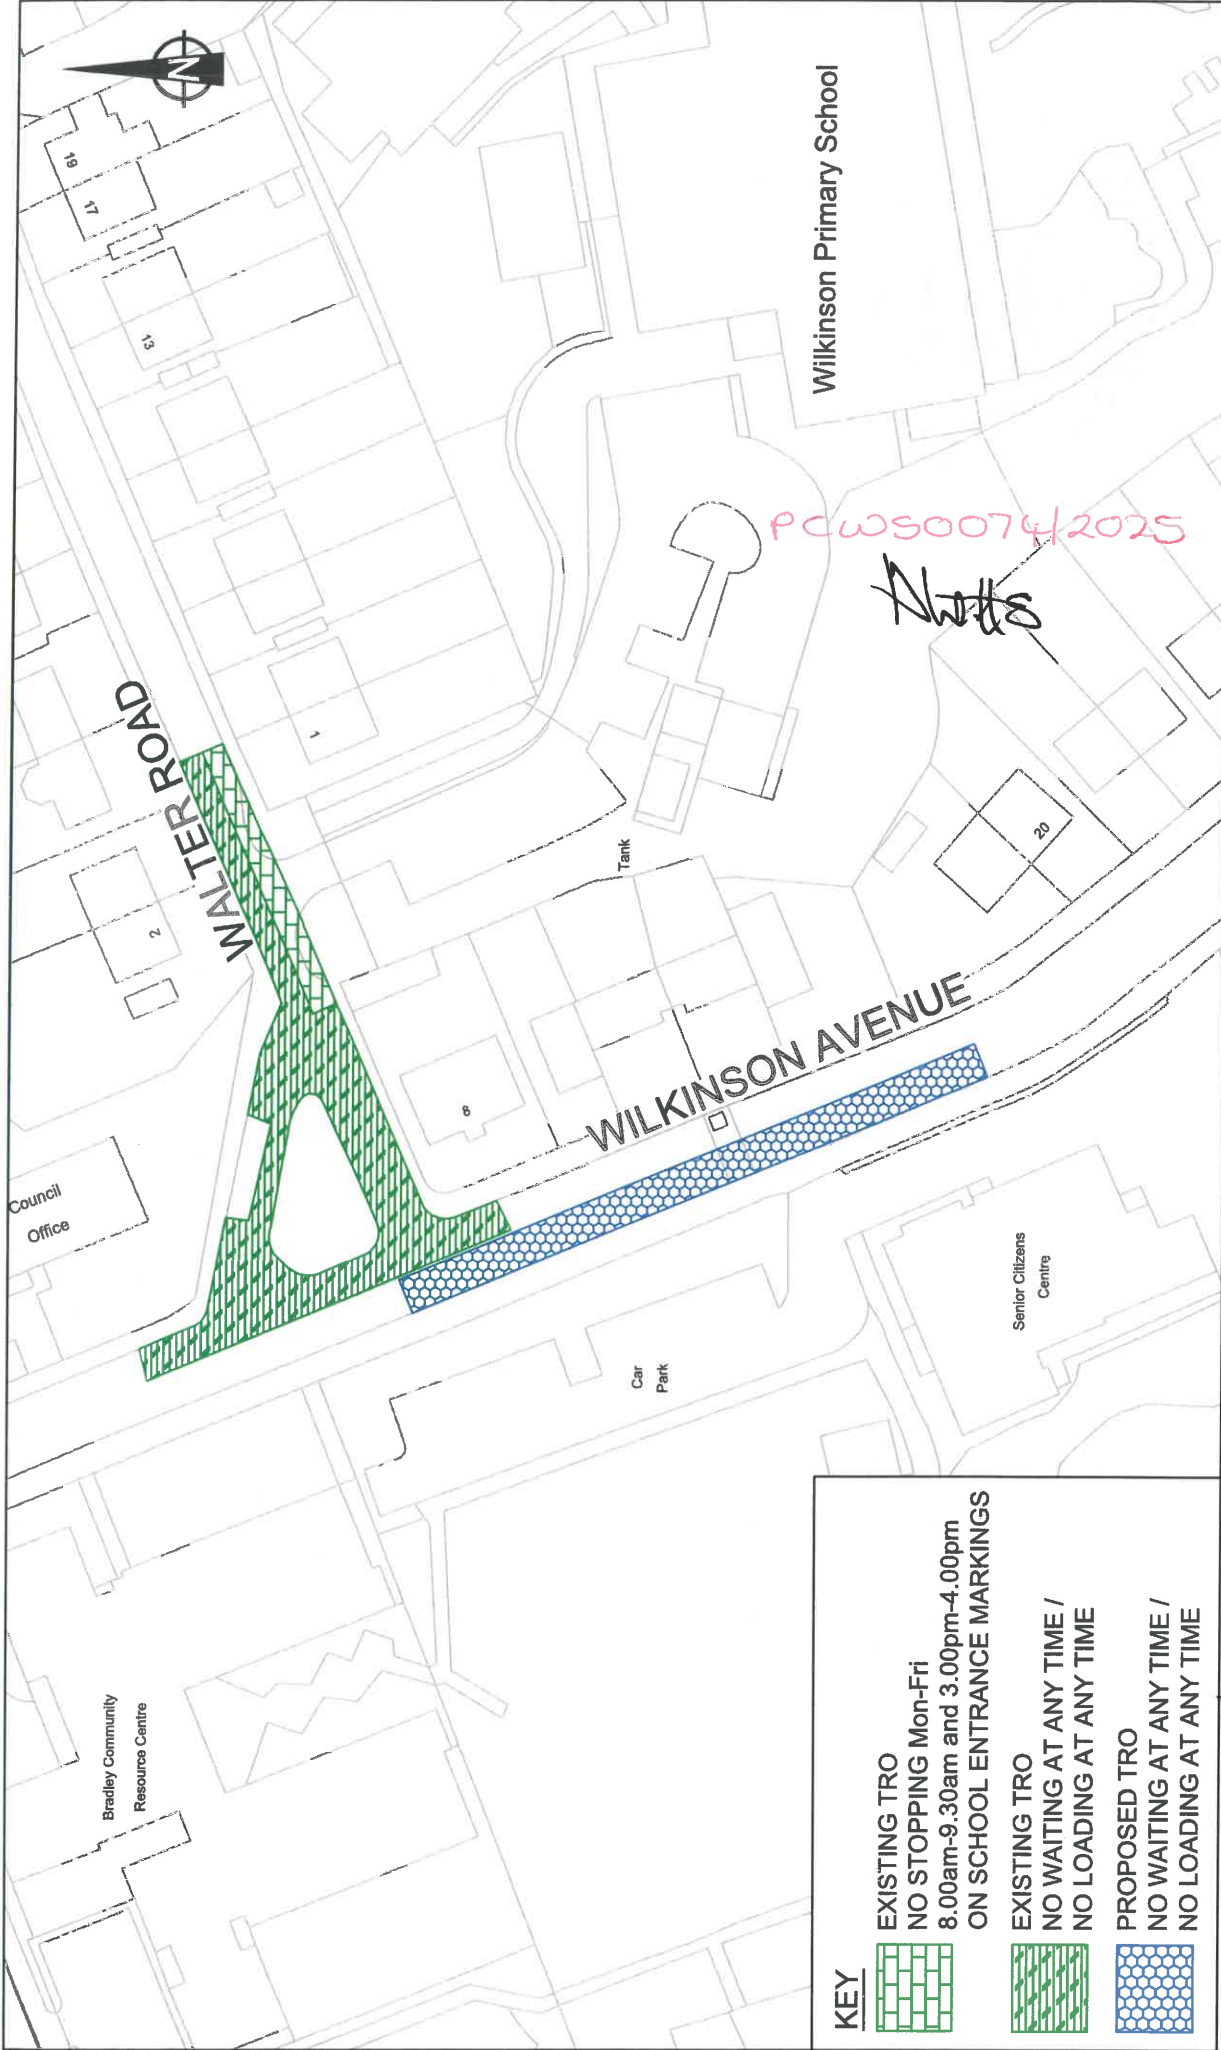 N
19
17
13
1
2
8
20
WALTER ROAD
WILKINSON AVENUE
Wilkinson Primary School
PCWS0074/2025
Council
Office
Tank
Car
Park
Senior Citizens
Centre
Bradley Community
Resource Centre
KEY
EXISTING TRO
NO STOPPING Mon-Fri
8.00am-9.30am and 3.00pm-4.00pm
ON SCHOOL ENTRANCE MARKINGS
EXISTING TRO
NO WAITING AT ANY TIME /
NO LOADING AT ANY TIME
PROPOSED TRO
NO WAITING AT ANY TIME /
NO LOADING AT ANY TIME